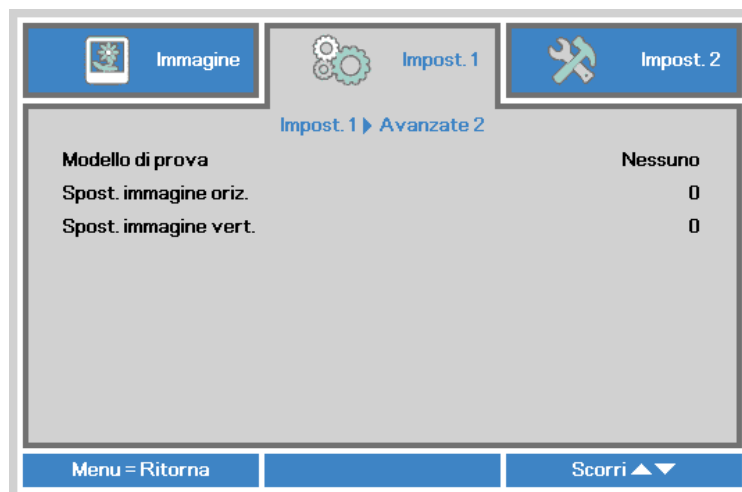 Immagine
Impost. 1
Impost. 2
Impost. 1 ▶ Avanzate 2
Modello di prova Nessuno
Spost. immagine oriz. 0
Spost. immagine vert. 0
Menu = Ritorna
Scorri ▲▼